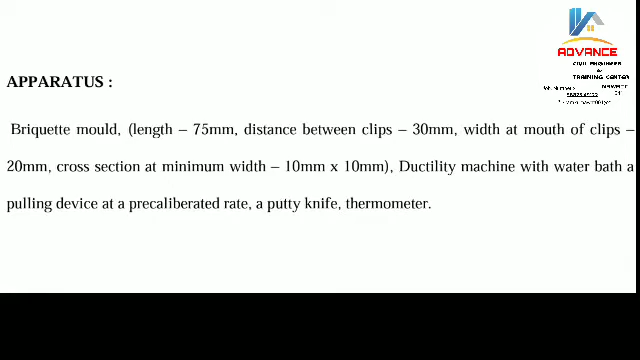 ADVANCE
CIVIL ENGINEER
TRAINING CENTER
APPARATUS :
Briquette mould, (length – 75mm, distance between clips – 30mm, width at mouth of clips –
20mm, cross section at minimum width – 10mm x 10mm), Ductility machine with water bath a
pulling device at a precaliberated rate, a putty knife, thermometer.